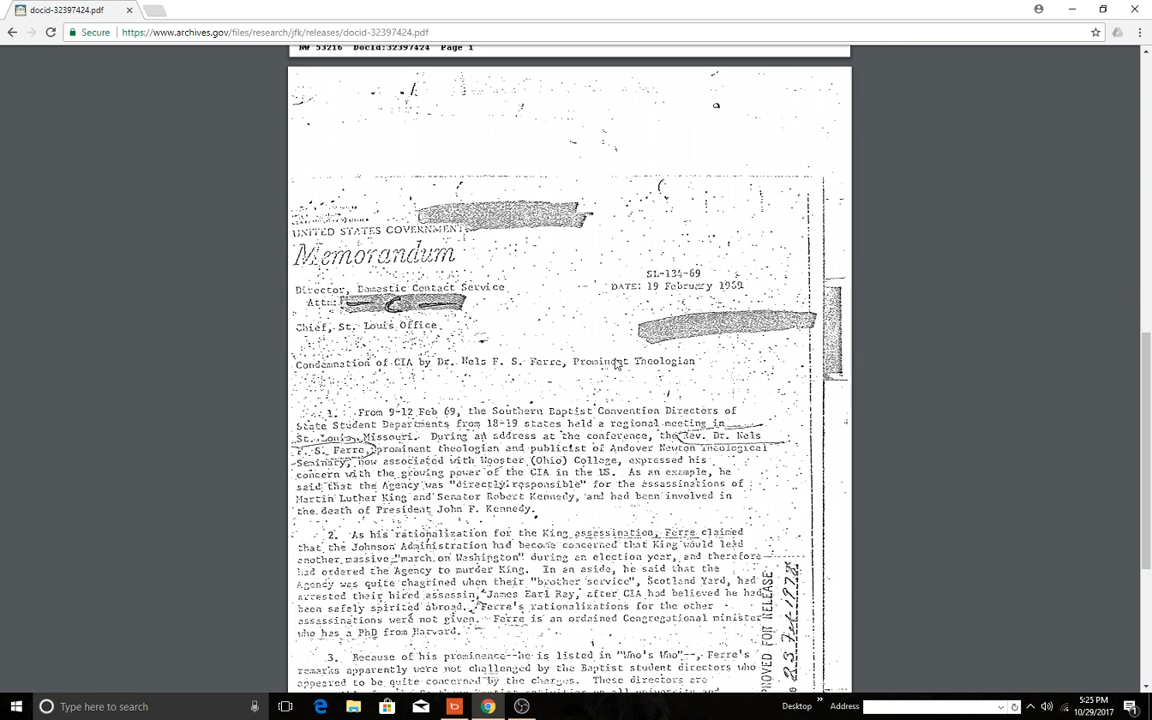 docid-32397424.pdf
Secure
https://www.archives.gov/files/research/jfk/releases/docid-32397424.pdf
NW 53216 DocId:32397424 Page 1
UNITED STATES GOVERNMENT
Memorandum
SL-134-69
Director, Domestic Contact Service
DATE: 19 February 1969
Attn:
Chief, St. Louis Office
Condemnation of CIA by Dr. Nels F. S. Ferre, Prominent Theologian
1. From 9-12 Feb 69, the Southern Baptist Convention Directors of
State Student Departments from 18-19 states held a regional meeting in
St. Louis, Missouri. During an address at the conference, the Rev. Dr. Nels
F. S. Ferre, prominent theologian and publicist of Andover Newton Theological
Seminary, now associated with Wooster (Ohio) College, expressed his
concern with the growing power of the CIA in the US. As an example, he
said that the Agency was "directly responsible" for the assassinations of
Martin Luther King and Senator Robert Kennedy, and had been involved in
the death of President John F. Kennedy.
2. As his rationalization for the King assassination, Ferre claimed
that the Johnson Administration had become concerned that King would lead
another massive "march on Washington" during an election year, and therefore
had ordered the Agency to murder King. In an aside, he said that the
Agency was quite chagrined when their "brother service", Scotland Yard, had
arrested their hired assassin, James Earl Ray, after CIA had believed he had
been safely spirited abroad. Ferre's rationalizations for the other
assassinations were not given. Ferre is an ordained Congregational minister
who has a PhD from Harvard.
3. Because of his prominence--he is listed in "Who's Who"--, Ferre's
remarks apparently were not challenged by the Baptist student directors who
appeared to be quite concerned by the charges. These directors are
PROVED FOR RELEASE
Type here to search
Desktop
Address
5:25 PM
10/29/2017